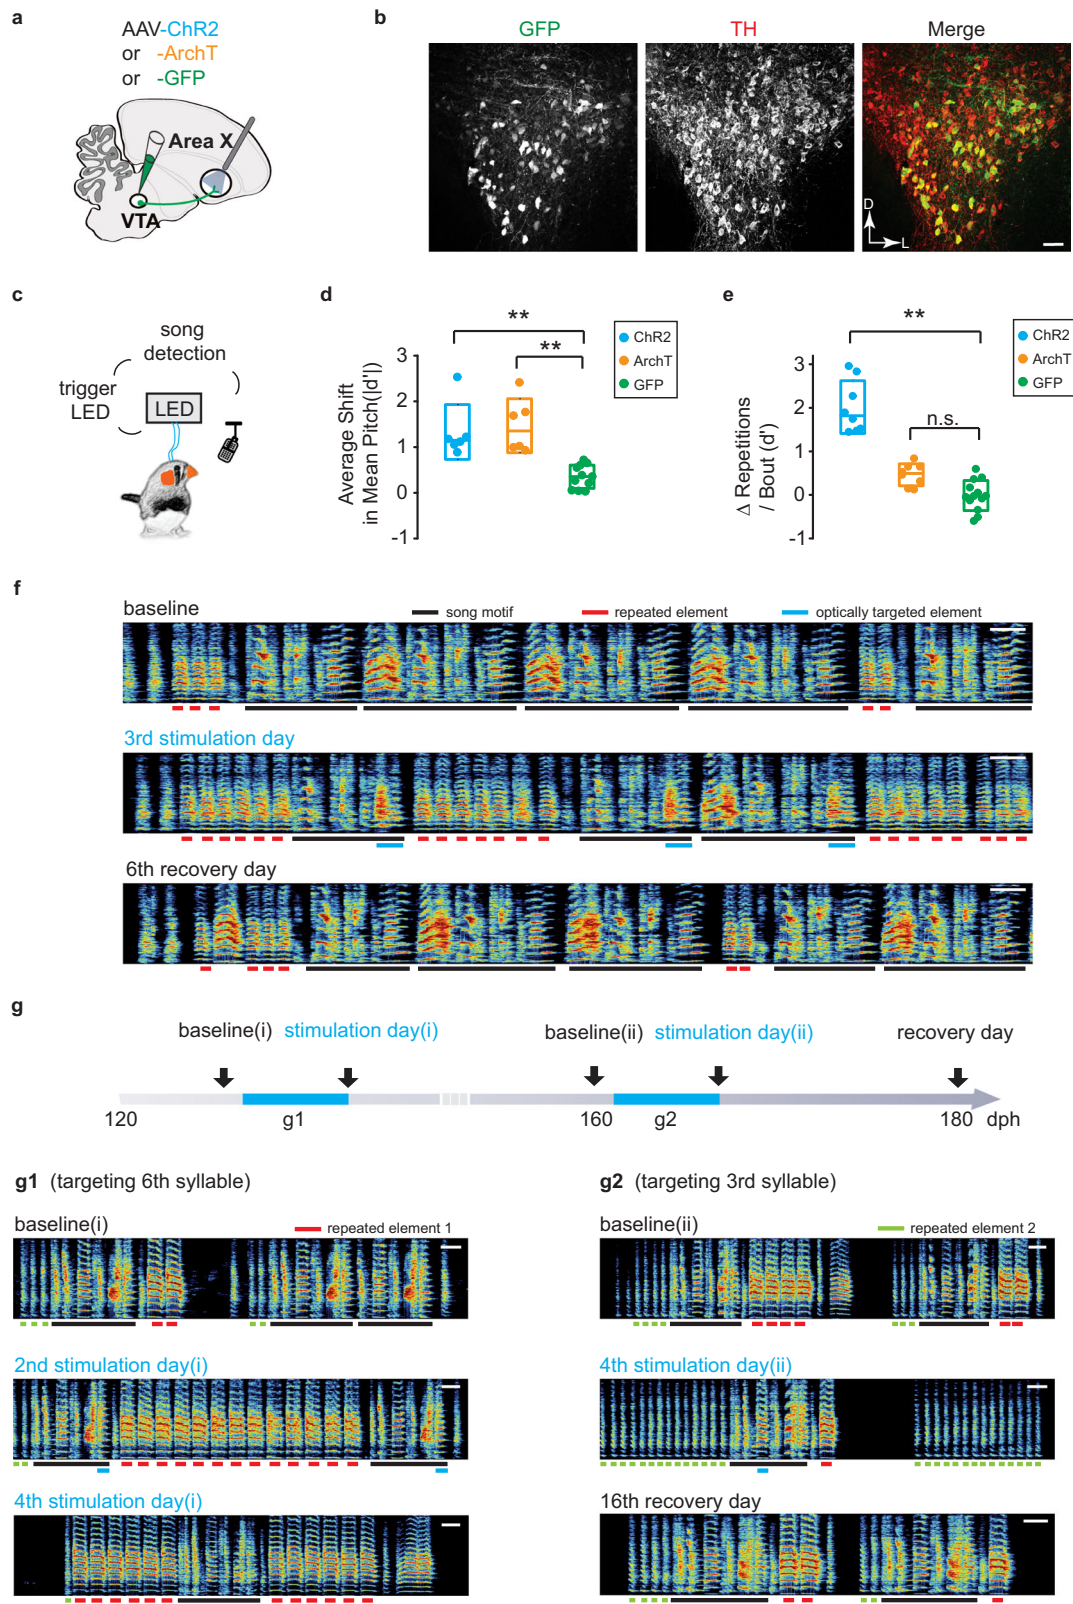 a
AAV-ChR2
or -ArchT
or -GFP
Area X
VTA
b
GFP
TH
Merge
D
L
c
song
detection
trigger
LED
LED
d
**
**
ChR2
ArchT
GFP
3
2
1
0
-1
Average Shift
in Mean Pitch(|d'|)
e
**
n.s.
ChR2
ArchT
GFP
3
2
1
0
-1
Δ Repetitions
/ Bout (d')
f
baseline
song motif
repeated element
optically targeted element
3rd stimulation day
6th recovery day
g
baseline(i) stimulation day(i)
baseline(ii) stimulation day(ii)
recovery day
120
g1
160
g2
180 dph
g1 (targeting 6th syllable)
baseline(i)
repeated element 1
2nd stimulation day(i)
4th stimulation day(i)
g2 (targeting 3rd syllable)
baseline(ii)
repeated element 2
4th stimulation day(ii)
16th recovery day